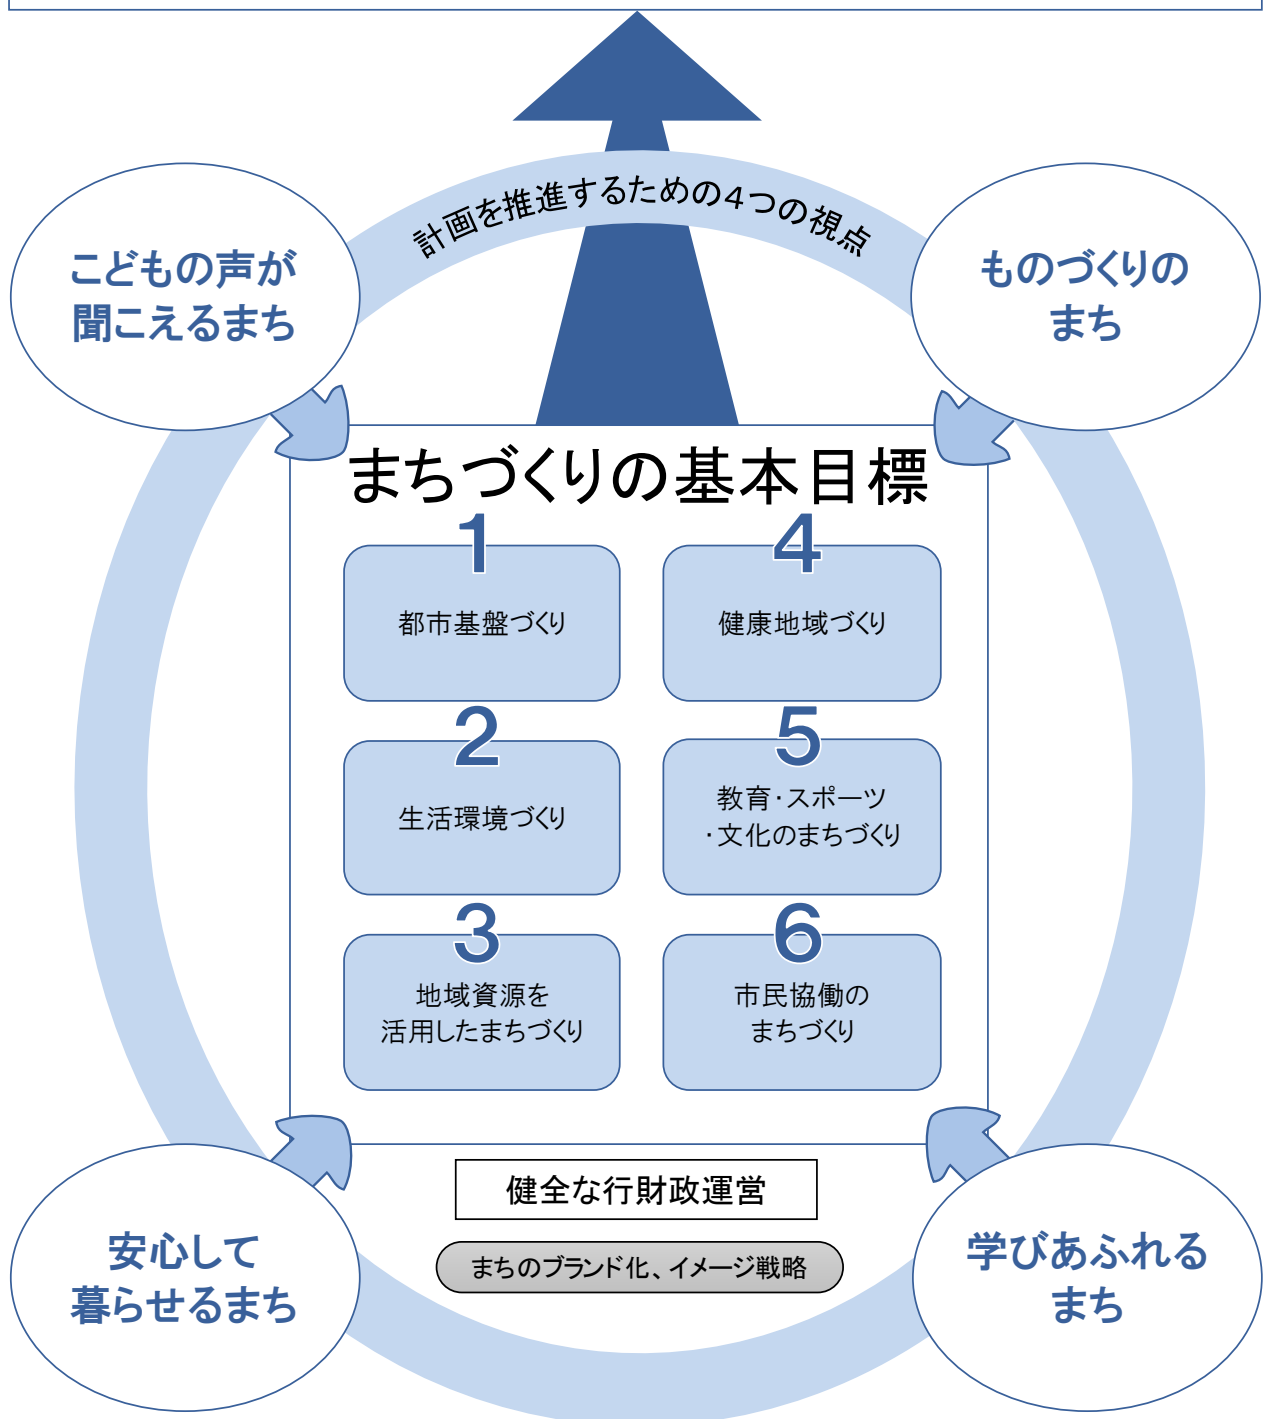 計画を推進するための４つの視点
こどもの声が
聞こえるまち
ものづくりの
まち
まちづくりの基本目標
1
都市基盤づくり
4
健康地域づくり
2
生活環境づくり
5
教育・スポーツ
・文化のまちづくり
3
地域資源を
活用したまちづくり
6
市民協働の
まちづくり
健全な行財政運営
まちのブランド化、イメージ戦略
安心して
暮らせるまち
学びあふれる
まち